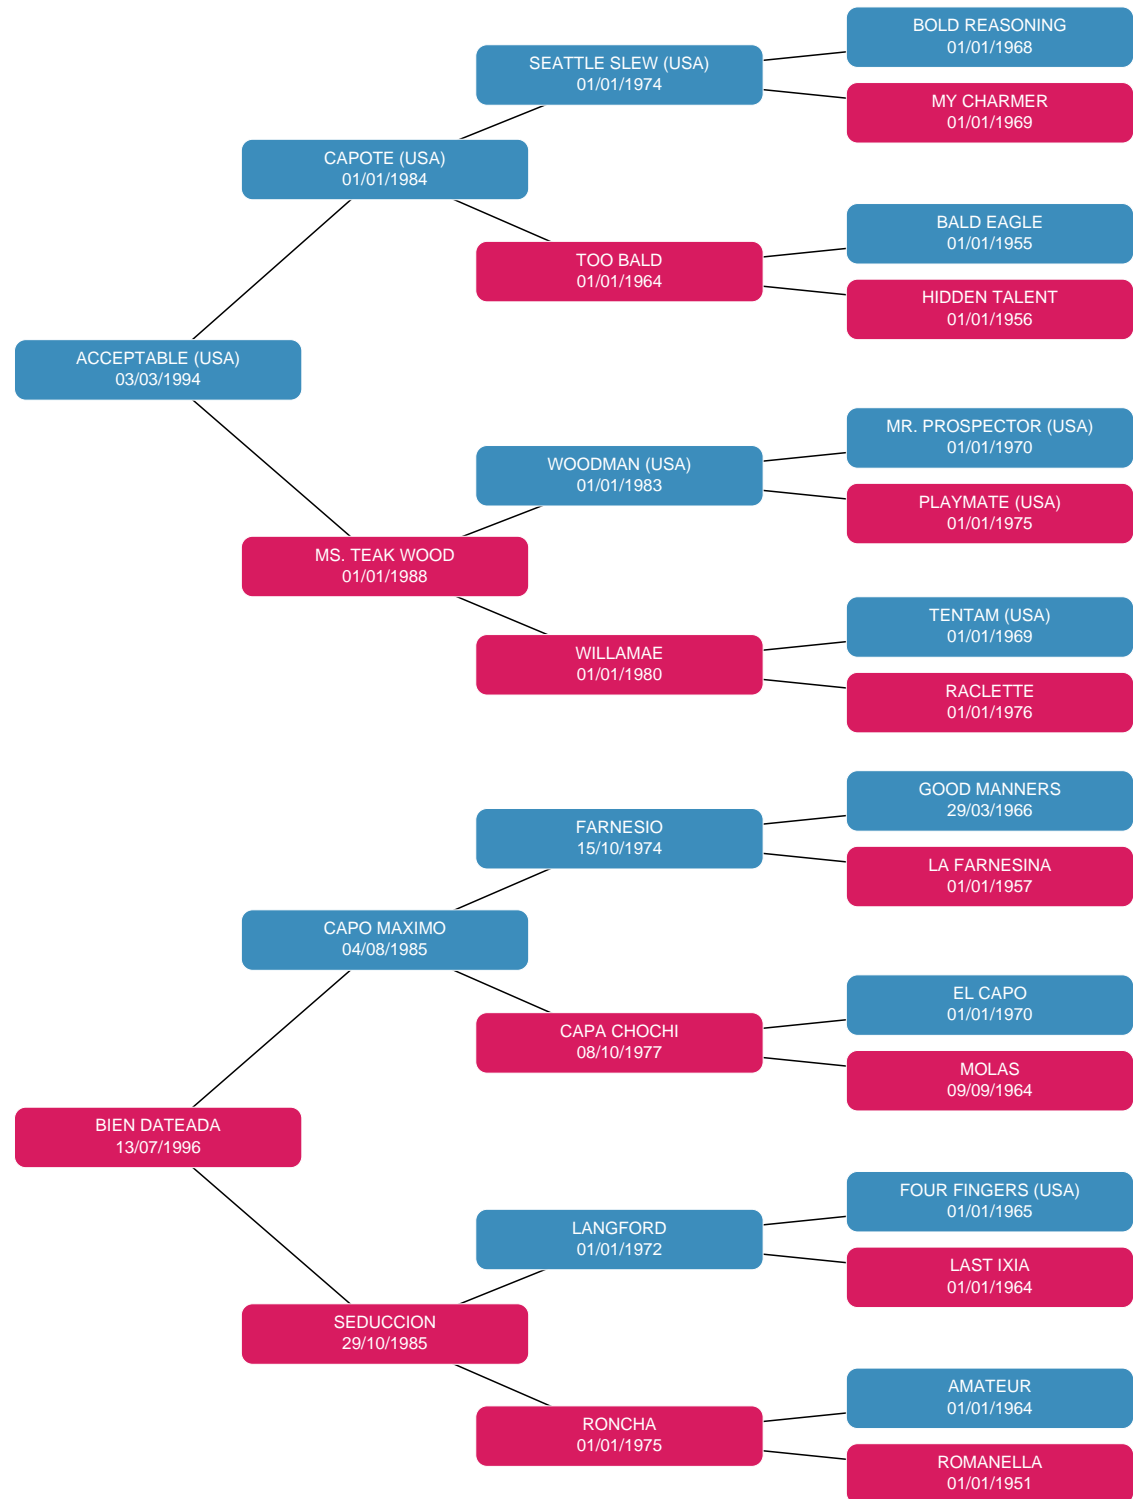 BOLD REASONING
01/01/1968
SEATTLE SLEW (USA)
01/01/1974
MY CHARMER
01/01/1969
CAPOTE (USA)
01/01/1984
BALD EAGLE
01/01/1955
TOO BALD
01/01/1964
HIDDEN TALENT
01/01/1956
ACCEPTABLE (USA)
03/03/1994
MR. PROSPECTOR (USA)
01/01/1970
WOODMAN (USA)
01/01/1983
PLAYMATE (USA)
01/01/1975
MS. TEAK WOOD
01/01/1988
TENTAM (USA)
01/01/1969
WILLAMAE
01/01/1980
RACLETTE
01/01/1976
GOOD MANNERS
29/03/1966
FARNESIO
15/10/1974
LA FARNESINA
01/01/1957
CAPO MAXIMO
04/08/1985
EL CAPO
01/01/1970
CAPA CHOCHI
08/10/1977
MOLAS
09/09/1964
BIEN DATEADA
13/07/1996
FOUR FINGERS (USA)
01/01/1965
LANGFORD
01/01/1972
LAST IXIA
01/01/1964
SEDUCCION
29/10/1985
AMATEUR
01/01/1964
RONCHA
01/01/1975
ROMANELLA
01/01/1951